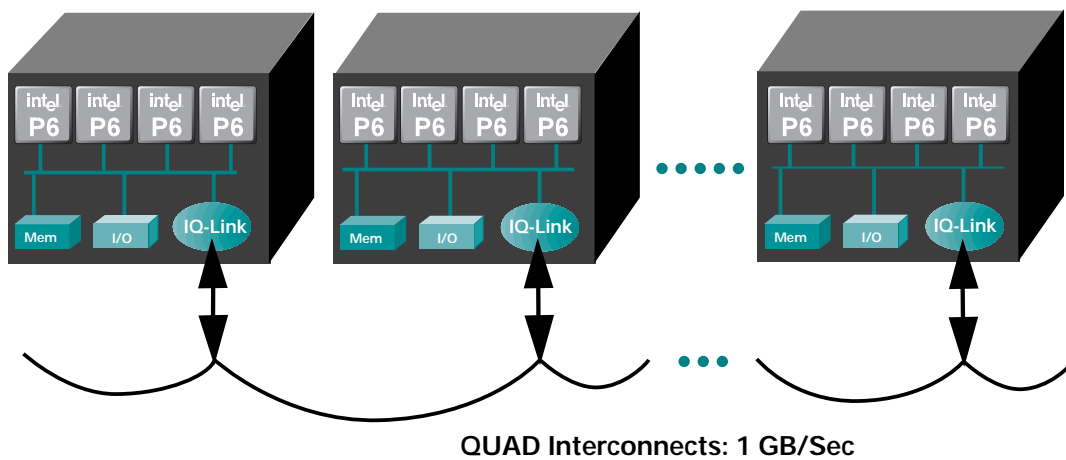 intel intel intel intel
P6 P6 P6 P6
Mem I/O IQ-Link
Intel Intel Intel Intel
P6 P6 P6 P6
Mem I/O IQ-Link
Intel Intel Intel Intel
P6 P6 P6 P6
Mem I/O IQ-Link
QUAD Interconnects: 1 GB/Sec